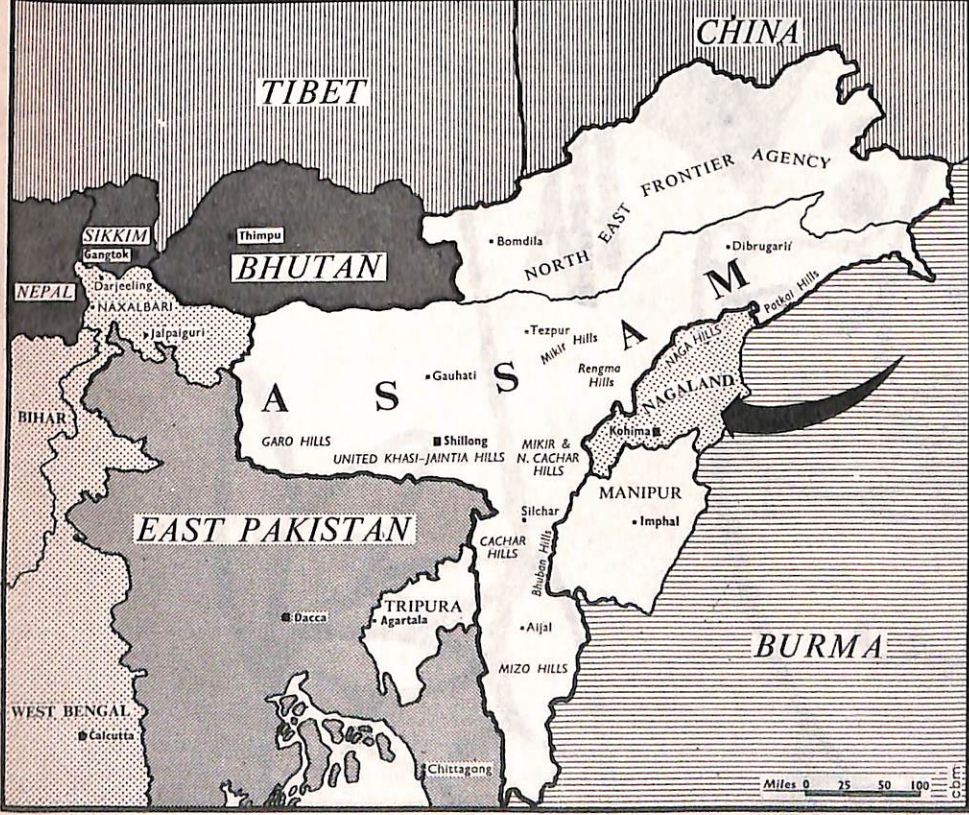 CHINA
TIBET
NORTH EAST FRONTIER AGENCY
SIKKIM
Gangtok
Thimpu
BHUTAN
Bomdila
Dibrugarif
NEPAL
Darjeeling
NAXALBARI
Jalpaiguri
ASSAM
Patkai Hills
Tezpur
Mikir Hills
NAGA HILLS
Gauhati
Rengma
Hills
NAGALAND
BIHAR
Kohima
GARO HILLS
Shillong
UNITED KHASI-JAINTIA HILLS
MIKIR &
N. CACHAR
HILLS
MANIPUR
Imphal
EAST PAKISTAN
Silchar
CACHAR
HILLS
Bhuban Hills
TRIPURA
Agartala
Dacca
Aijal
BURMA
MIZO HILLS
WEST BENGAL
Calcutta
Chittagong
Miles 0 25 50 100
cbm